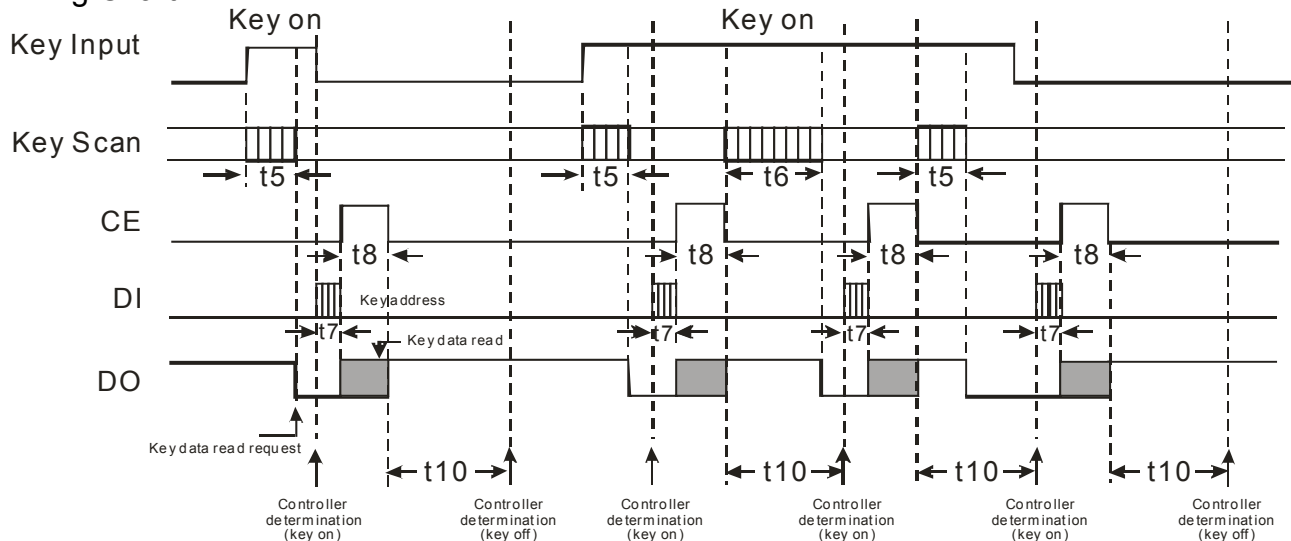 Key on
Key on
Key Input
Key Scan
t5
t5
t6
t5
CE
t8
t8
t8
t8
DI
Key address
t7
t7
t7
t7
Key data read
DO
Key data read request
t10
t10
t10
t10
Controller
determination
(key on)
Controller
determination
(key off)
Controller
determination
(key on)
Controller
determination
(key on)
Controller
determination
(key on)
Controller
determination
(key off)